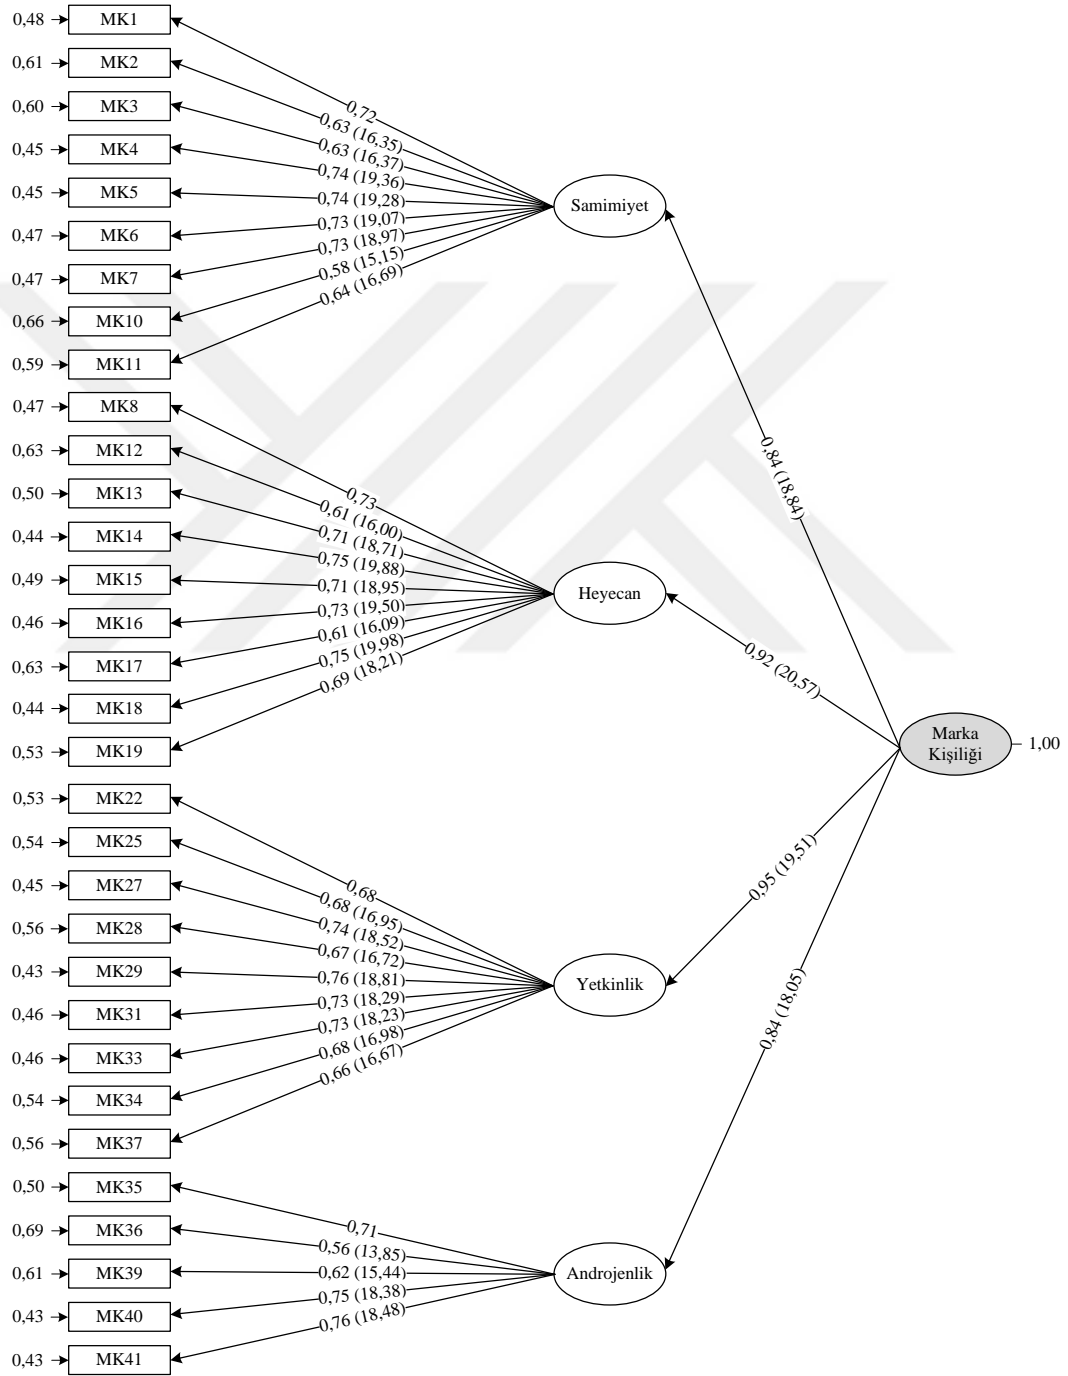 0,48 MK1
0,61 MK2
0,60 MK3
0,45 MK4
0,45 MK5
0,47 MK6
0,47 MK7
0,66 MK10
0,59 MK11
0,72
0,63 (16,35)
0,63 (16,37)
0,74 (19,36)
0,74 (19,28)
0,73 (19,07)
0,73 (18,97)
0,58 (15,15)
0,64 (16,69)
Samimiyet
0,47 MK8
0,63 MK12
0,50 MK13
0,44 MK14
0,49 MK15
0,46 MK16
0,63 MK17
0,44 MK18
0,53 MK19
0,73
0,61 (16,00)
0,71 (18,71)
0,75 (19,88)
0,71 (18,95)
0,73 (19,50)
0,61 (16,09)
0,75 (19,98)
0,69 (18,21)
Heyecan
0,53 MK22
0,54 MK25
0,45 MK27
0,56 MK28
0,43 MK29
0,46 MK31
0,46 MK33
0,54 MK34
0,56 MK37
0,68
0,68 (16,95)
0,74 (18,52)
0,67 (16,72)
0,76 (18,81)
0,73 (18,29)
0,73 (18,23)
0,68 (16,98)
0,66 (16,67)
Yetkinlik
0,50 MK35
0,69 MK36
0,61 MK39
0,43 MK40
0,43 MK41
0,71
0,56 (13,85)
0,62 (15,44)
0,75 (18,38)
0,76 (18,48)
Androjenlik
0,84 (18,84)
0,92 (20,57)
0,95 (19,51)
0,84 (18,05)
Marka
Kişiliği
1,00